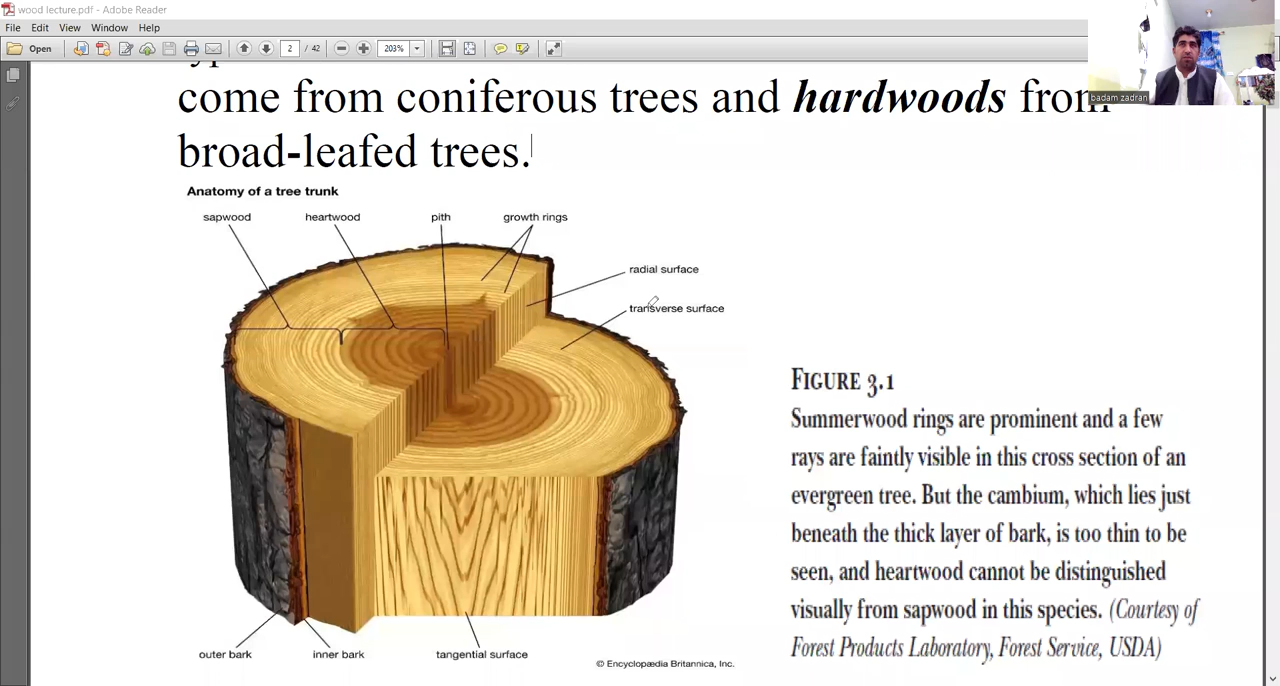 wood lecture.pdf - Adobe Reader
File Edit View Window Help
Open 2 / 42 203%
badam zadran
come from coniferous trees and hardwoods from
broad-leafed trees.
Anatomy of a tree trunk
sapwood heartwood pith growth rings
radial surface
transverse surface
outer bark inner bark tangential surface
© Encyclopædia Britannica, Inc.
FIGURE 3.1
Summerwood rings are prominent and a few
rays are faintly visible in this cross section of an
evergreen tree. But the cambium, which lies just
beneath the thick layer of bark, is too thin to be
seen, and heartwood cannot be distinguished
visually from sapwood in this species. (Courtesy of
Forest Products Laboratory, Forest Service, USDA)